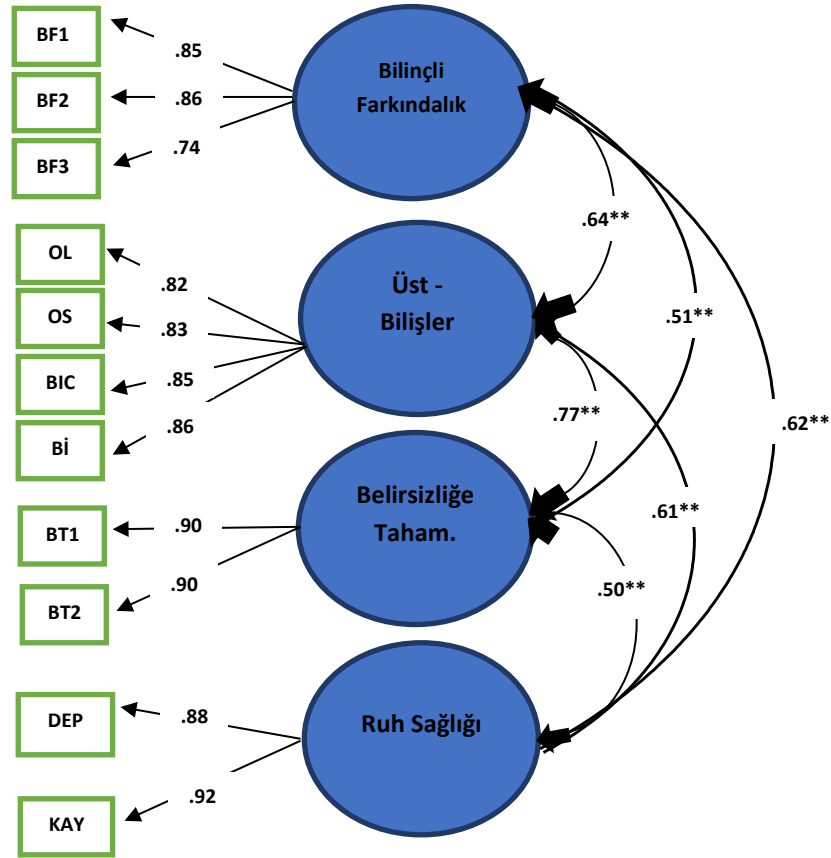 BF1
.85
Bilinçli
Farkındalık
BF2
.86
BF3
.74
.64**
OL
.82
Üst -
Bilişler
OS
.83
.51**
BIC
.85
.77**
.62**
Bİ
.86
Belirsizliğe
Taham.
BT1
.90
.61**
BT2
.90
.50**
DEP
.88
Ruh Sağlığı
KAY
.92